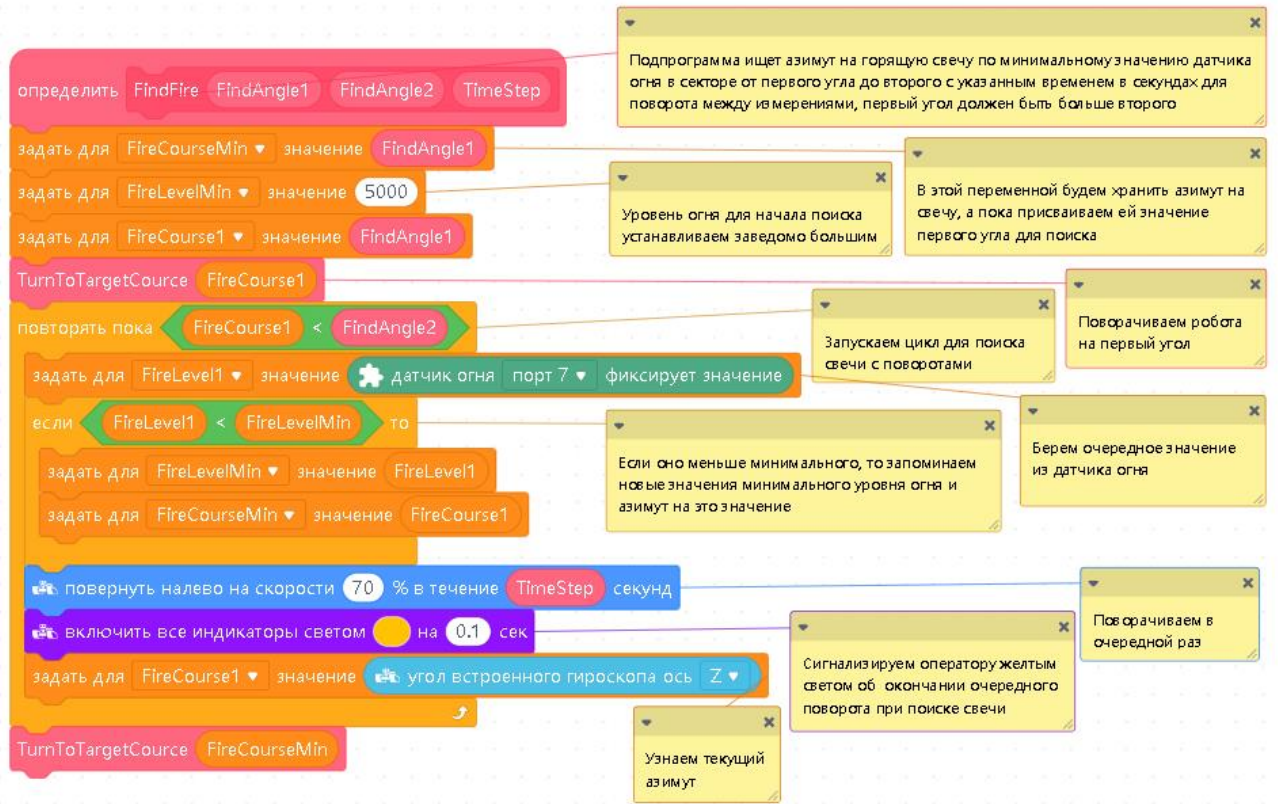 Подпрограмма ищет азимут на горящую свечу по минимальному значению датчика
огня в секторе от первого угла до второго с указанным временем в секундах для
поворота между измерениями, первый угол должен быть больше второго
определить FindFire FindAngle1 FindAngle2 TimeStep
задать для FireCourseMin значение FindAngle1
задать для FireLevelMin значение 5000
задать для FireCourse1 значение FindAngle1
Уровень огня для начала поиска
устанавливаем заведомо большим
В этой переменной будем хранить азимут на
свечу, а пока присваиваем ей значение
первого угла для поиска
TurnToTargetCource FireCourse1
Поворачиваем робота
на первый угол
повторять пока FireCourse1 < FindAngle2
Запускаем цикл для поиска
свечи с поворотами
задать для FireLevel1 значение датчик огня порт 7 фиксирует значение
Берем очередное значение
из датчика огня
если FireLevel1 < FireLevelMin то
Если оно меньше минимального, то запоминаем
новые значения минимального уровня огня и
азимут на это значение
задать для FireLevelMin значение FireLevel1
задать для FireCourseMin значение FireCourse1
повернуть налево на скорости 70 % в течение TimeStep секунд
Поворачиваем в
очередной раз
включить все индикаторы светом на 0.1 сек
Сигнализируем оператору желтым
светом об окончании очередного
поворота при поиске свечи
задать для FireCourse1 значение угол встроенного гироскопа ось Z
Узнаем текущий
азимут
TurnToTargetCource FireCourseMin